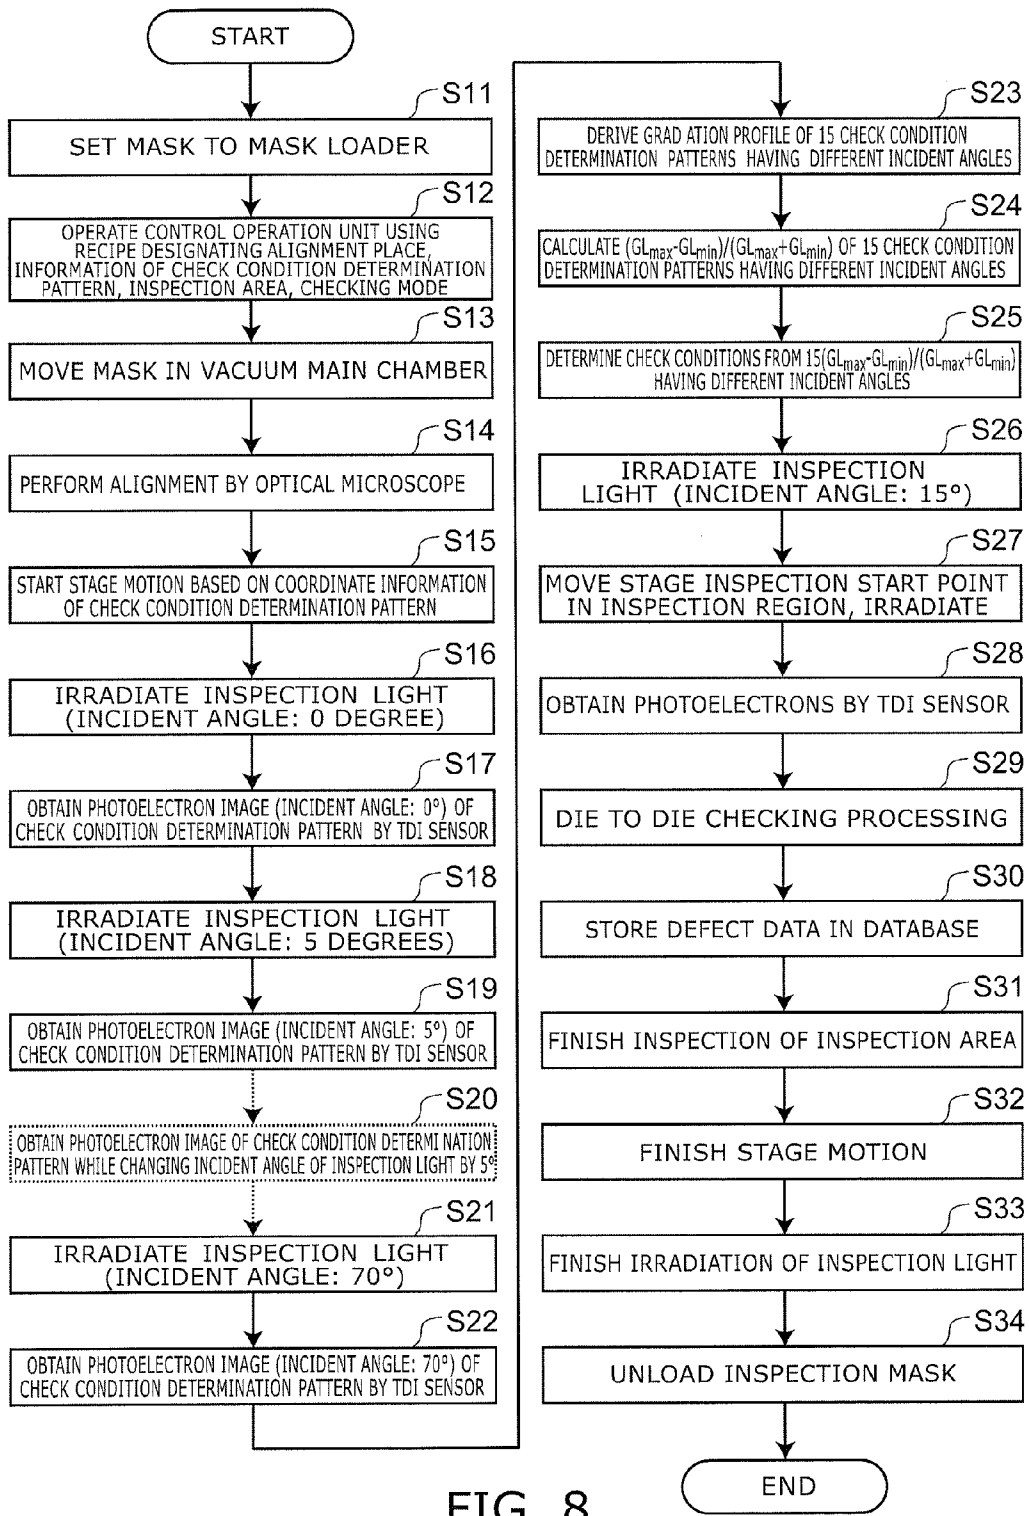 START
S11
SET MASK TO MASK LOADER
S12
OPERATE CONTROL OPERATION UNIT USING
RECIPE DESIGNATING ALIGNMENT PLACE,
INFORMATION OF CHECK CONDITION DETERMINATION
PATTERN, INSPECTION AREA, CHECKING MODE
S13
MOVE MASK IN VACUUM MAIN CHAMBER
S14
PERFORM ALIGNMENT BY OPTICAL MICROSCOPE
S15
START STAGE MOTION BASED ON COORDINATE INFORMATION
OF CHECK CONDITION DETERMINATION PATTERN
S16
IRRADIATE INSPECTION LIGHT
(INCIDENT ANGLE: 0 DEGREE)
S17
OBTAIN PHOTOELECTRON IMAGE (INCIDENT ANGLE: 0°) OF
CHECK CONDITION DETERMINATION PATTERN BY TDI SENSOR
S18
IRRADIATE INSPECTION LIGHT
(INCIDENT ANGLE: 5 DEGREES)
S19
OBTAIN PHOTOELECTRON IMAGE (INCIDENT ANGLE: 5°) OF
CHECK CONDITION DETERMINATION PATTERN BY TDI SENSOR
S20
OBTAIN PHOTOELECTRON IMAGE OF CHECK CONDITION DETERMI NATION
PATTERN WHILE CHANGING INCIDENT ANGLE OF INSPECTION LIGHT BY 5°
S21
IRRADIATE INSPECTION LIGHT
(INCIDENT ANGLE: 70°)
S22
OBTAIN PHOTOELECTRON IMAGE (INCIDENT ANGLE: 70°) OF
CHECK CONDITION DETERMINATION PATTERN BY TDI SENSOR
S23
DERIVE GRAD ATION PROFILE OF 15 CHECK CONDITION
DETERMINATION PATTERNS HAVING DIFFERENT INCIDENT ANGLES
S24
CALCULATE (GLmax-GLmin)/(GLmax+GLmin) OF 15 CHECK CONDITION
DETERMINATION PATTERNS HAVING DIFFERENT INCIDENT ANGLES
S25
DETERMINE CHECK CONDITIONS FROM 15(GLmax-GLmin)/(GLmax+GLmin)
HAVING DIFFERENT INCIDENT ANGLES
S26
IRRADIATE INSPECTION
LIGHT (INCIDENT ANGLE: 15°)
S27
MOVE STAGE INSPECTION START POINT
IN INSPECTION REGION, IRRADIATE
S28
OBTAIN PHOTOELECTRONS BY TDI SENSOR
S29
DIE TO DIE CHECKING PROCESSING
S30
STORE DEFECT DATA IN DATABASE
S31
FINISH INSPECTION OF INSPECTION AREA
S32
FINISH STAGE MOTION
S33
FINISH IRRADIATION OF INSPECTION LIGHT
S34
UNLOAD INSPECTION MASK
END
FIG. 8